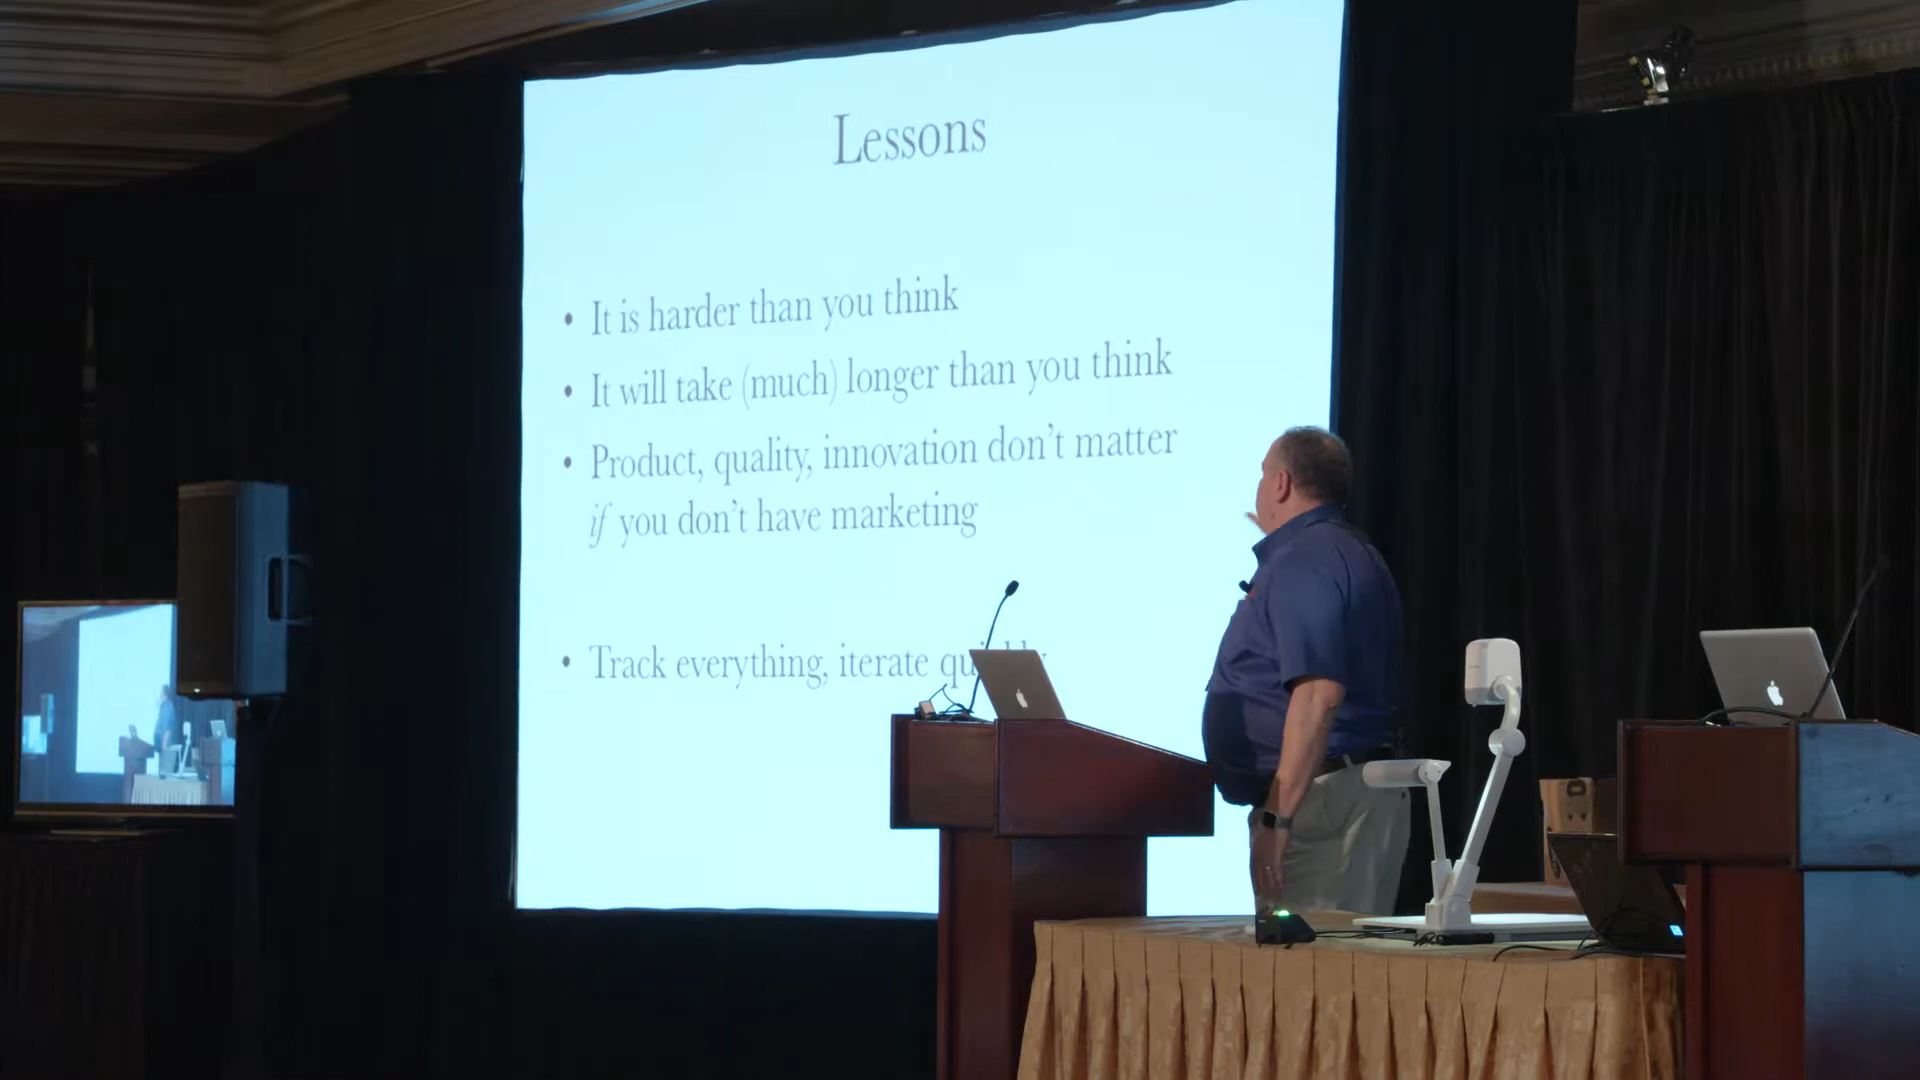 Lessons
• It is harder than you think
• It will take (much) longer than you think
• Product, quality, innovation don't matter
if you don't have marketing
• Track everything, iterate quickly